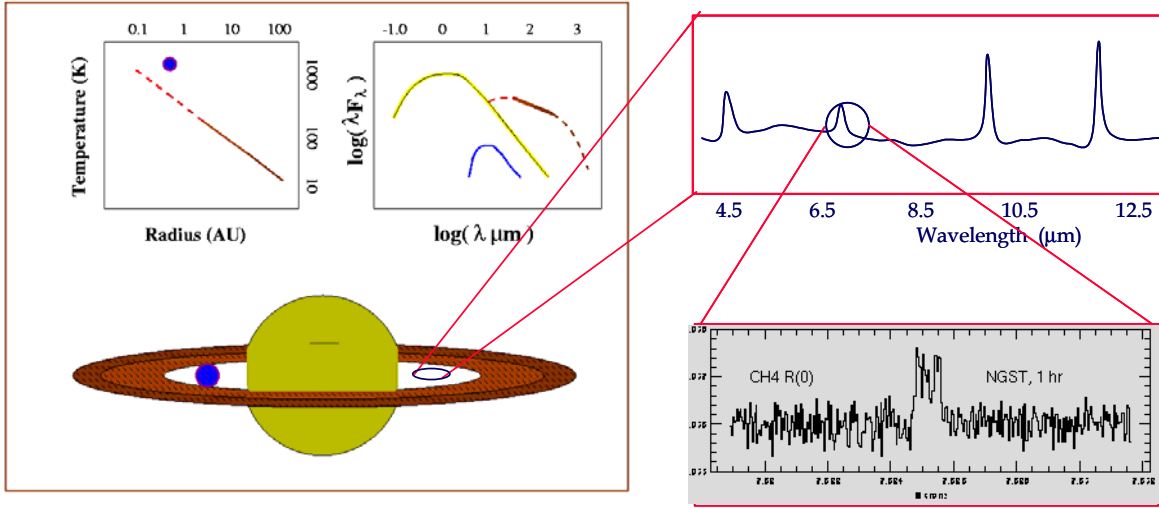 0.1 1 10 100
Temperature (K)
1000
100
10
Radius (AU)
-1.0 0 1 2 3
log(λFλ)
log( λ μm )
4.5 6.5 8.5 10.5 12.5
Wavelength (μm)
CH4 R(0) NGST, 1 hr